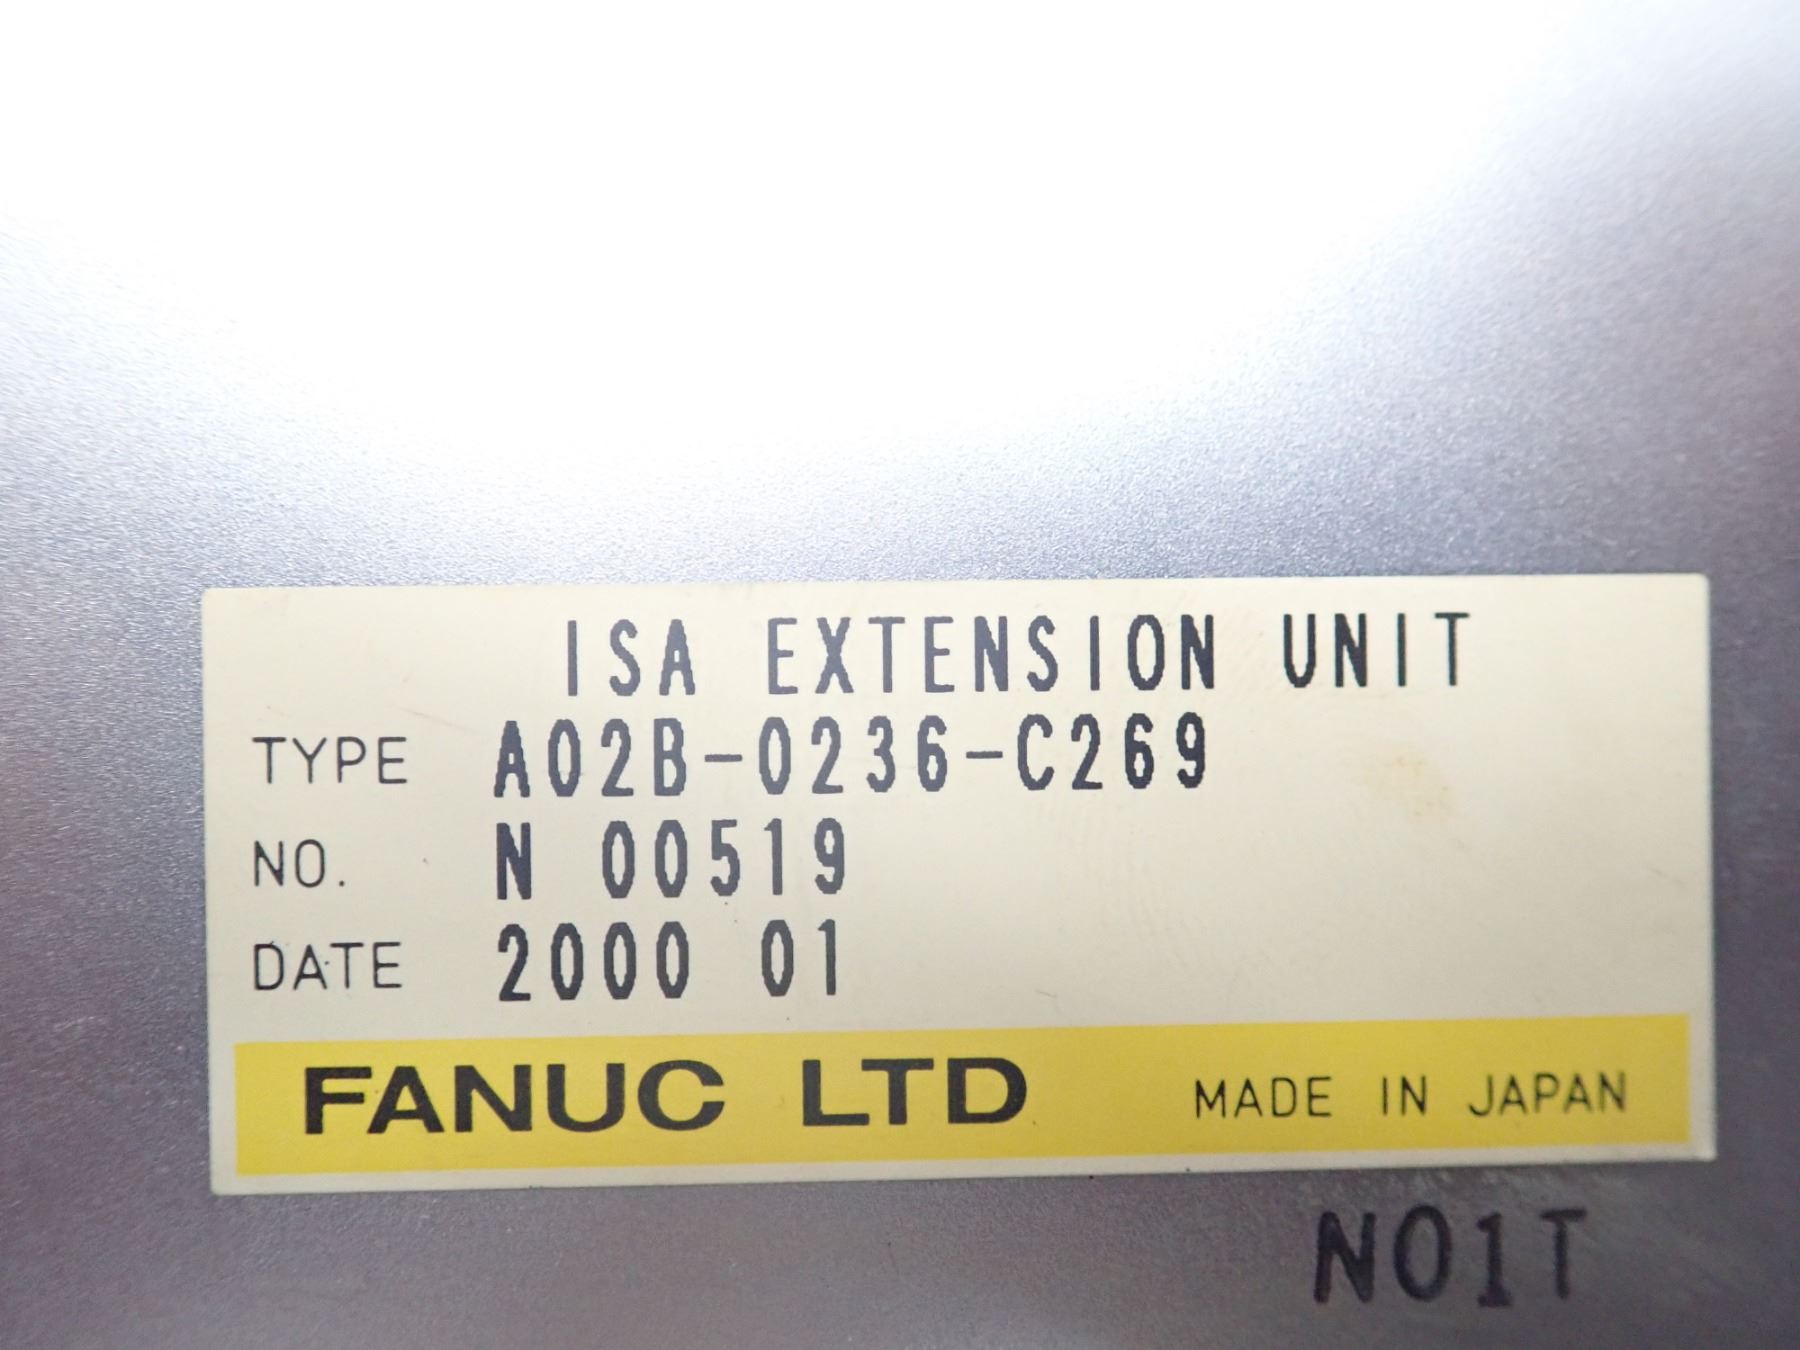 ISA EXTENSION UNIT
TYPE A02B-0236-C269
NO. N 00519
DATE 2000 01
FANUC LTD MADE IN JAPAN
N01T